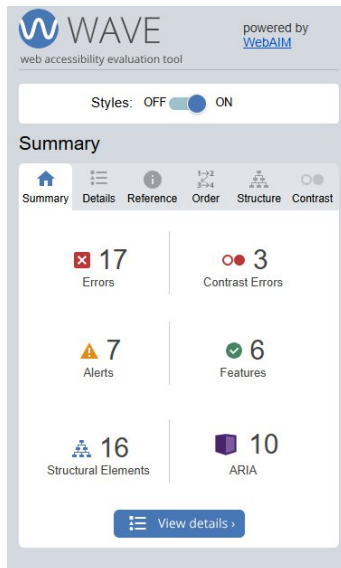 WAVE
powered by
WebAIM
web accessibility evaluation tool
Styles: OFF ON
Summary
1→2
3→4
Summary Details Reference Order Structure Contrast
17
Errors
3
Contrast Errors
7
Alerts
6
Features
16
Structural Elements
10
ARIA
View details ›